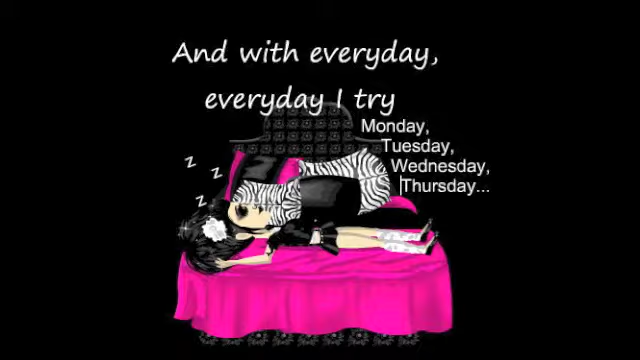 And with everyday,
everyday I try
Monday,
Tuesday,
Wednesday,
Thursday...
z
z
z